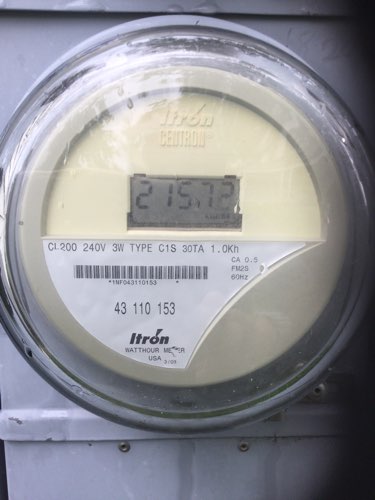 Itron
CENTRON
CL200 240V 3W TYPE C1S 30TA 1.0Kh
CA 0.5
FM2S
60Hz
*1NF043110153 *
43 110 153
Itron
WATTHOUR METER
USA